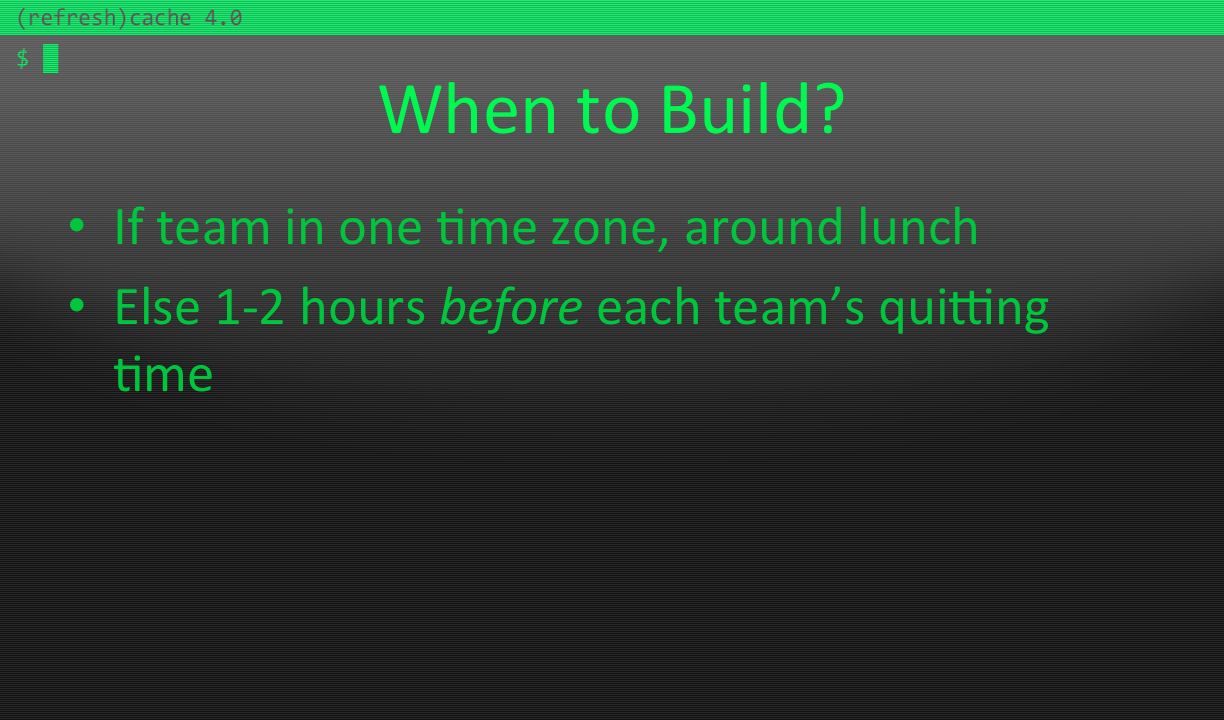 (refresh)cache 4.0
$
When to Build?
• If team in one time zone, around lunch
• Else 1-2 hours before each team’s quitting
time